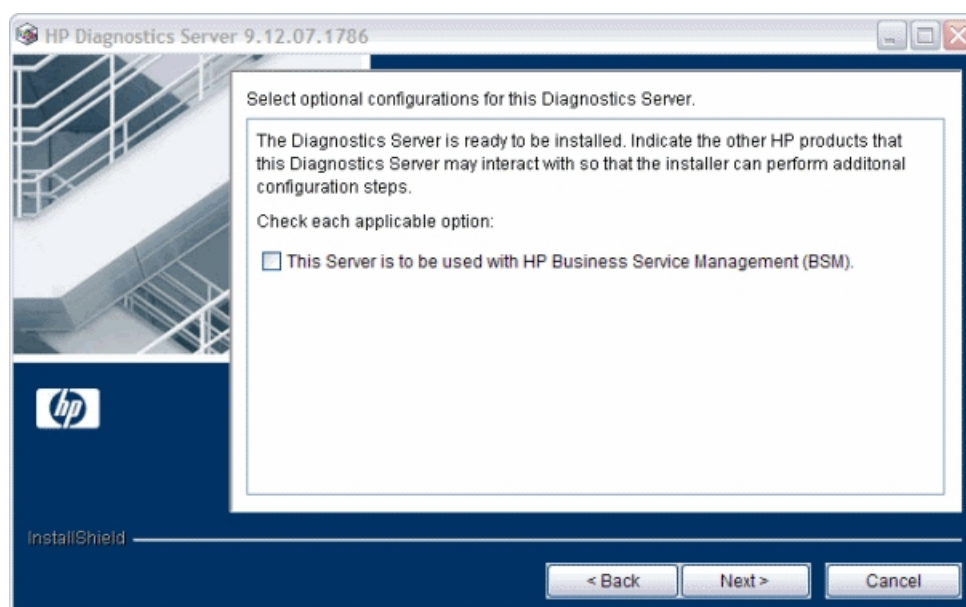 HP Diagnostics Server 9.12.07.1786
Select optional configurations for this Diagnostics Server.
The Diagnostics Server is ready to be installed. Indicate the other HP products that
this Diagnostics Server may interact with so that the installer can perform additonal
configuration steps.
Check each applicable option:
This Server is to be used with HP Business Service Management (BSM).
hp
InstallShield
< Back
Next >
Cancel